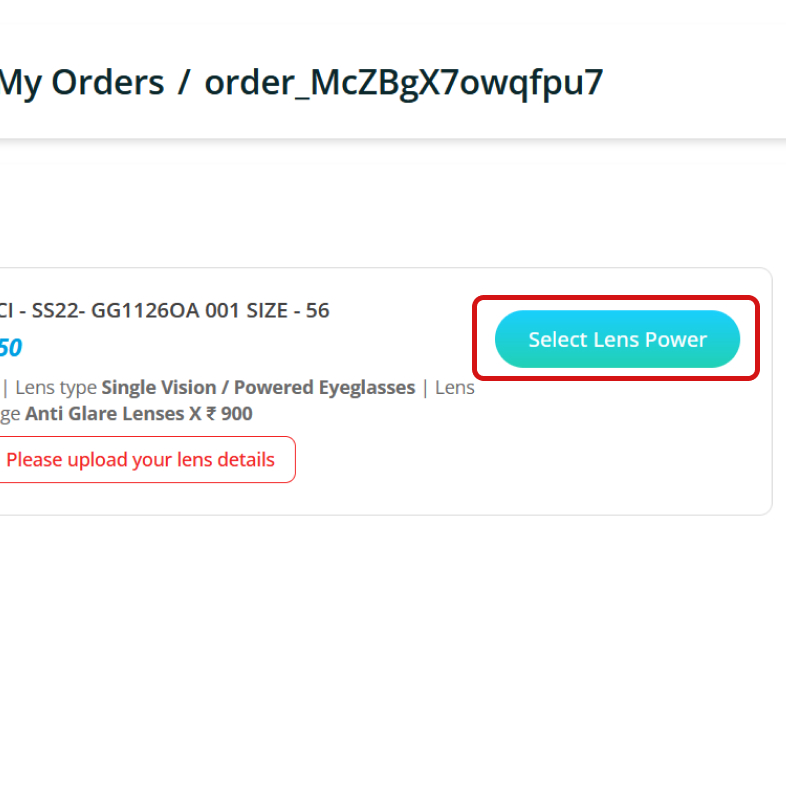 My Orders / order_McZBgX7owqfpu7
CI - SS22- GG1126OA 001 SIZE - 56
50
Select Lens Power
| Lens type Single Vision / Powered Eyeglasses | Lens
ge Anti Glare Lenses X ₹ 900
Please upload your lens details